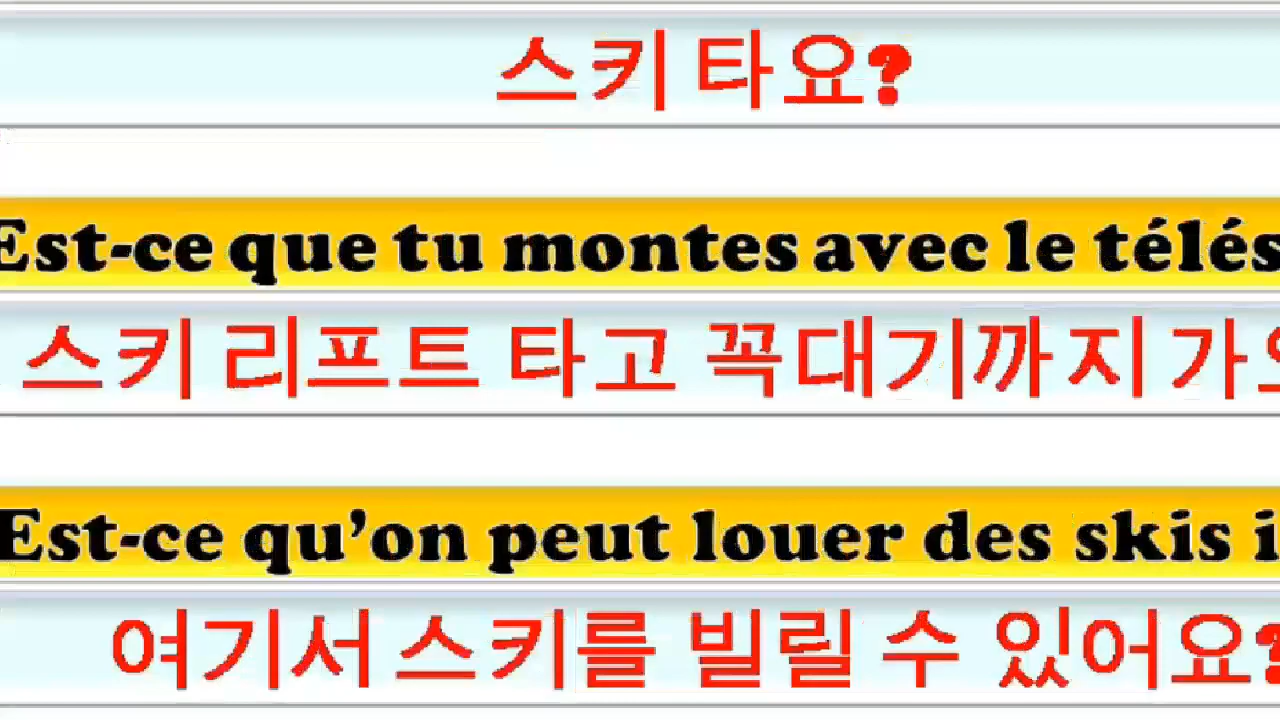 스키 타요?
Est-ce que tu montes avec le télés
스키 리프트 타고 꼭대기까지 가요
Est-ce qu’on peut louer des skis i
여기서 스키를 빌릴 수 있어요?